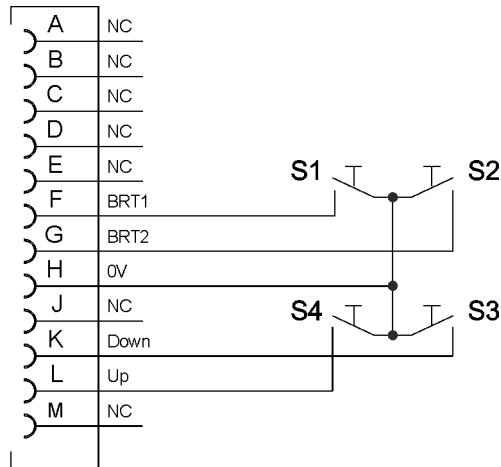 A NC
B NC
C NC
D NC
E NC
S1 S2
F BRT1
G BRT2
H 0V
J NC
S4 S3
K Down
L Up
M NC